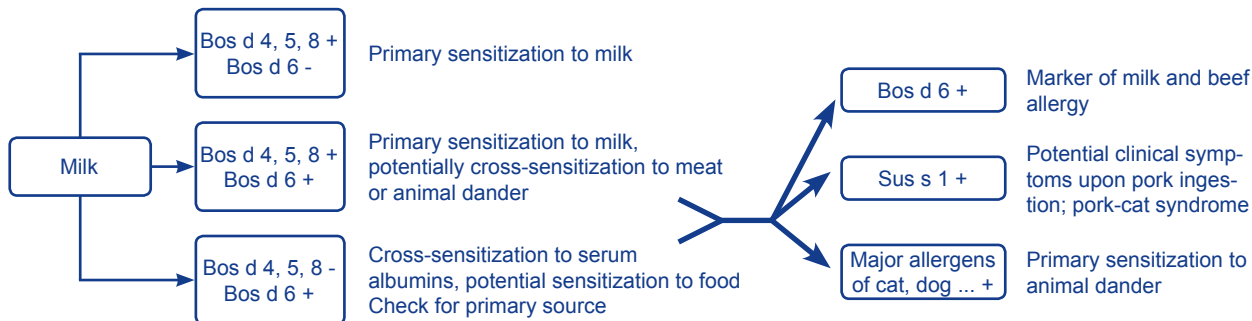 Milk
Bos d 4, 5, 8 +
Bos d 6 -
Primary sensitization to milk
Bos d 4, 5, 8 +
Bos d 6 +
Primary sensitization to milk,
potentially cross-sensitization to meat
or animal dander
Bos d 4, 5, 8 -
Bos d 6 +
Cross-sensitization to serum
albumins, potential sensitization to food
Check for primary source
Bos d 6 +
Marker of milk and beef
allergy
Sus s 1 +
Potential clinical symp-
toms upon pork inges-
tion; pork-cat syndrome
Major allergens
of cat, dog ... +
Primary sensitization to
animal dander